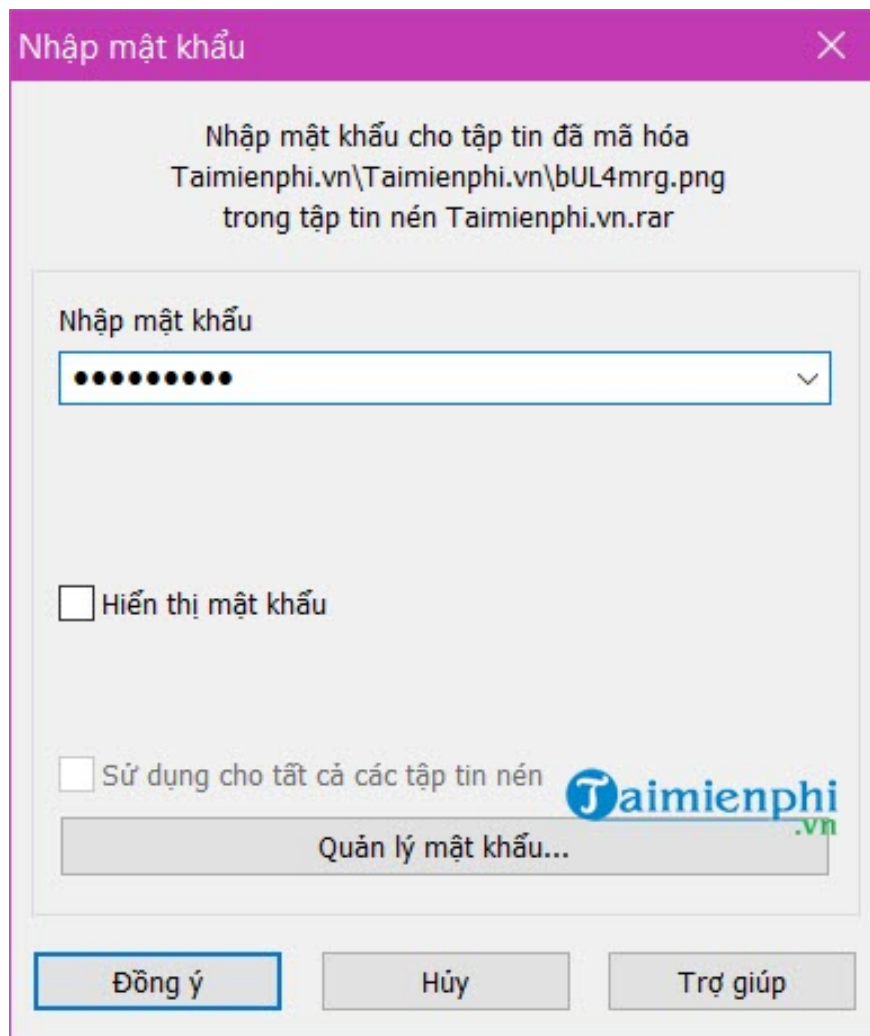 Nhập mật khẩu
Nhập mật khẩu cho tập tin đã mã hóa
Taimienphi.vn\Taimienphi.vn\bUL4mrg.png
trong tập tin nén Taimienphi.vn.rar
Nhập mật khẩu
●●●●●●●●●
Hiển thị mật khẩu
Sử dụng cho tất cả các tập tin nén
Taimienphi
.vn
Quản lý mật khẩu...
Đồng ý Hủy Trợ giúp